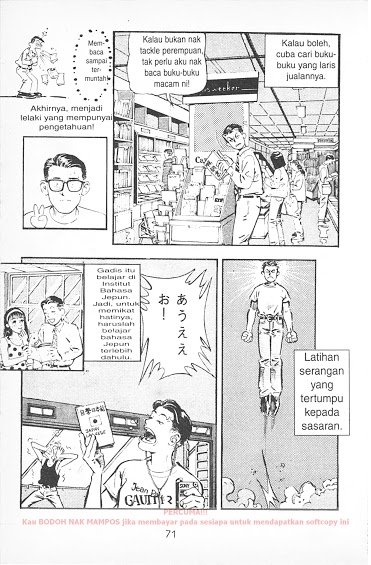 Mem-
baca
sampai
ter-
muntah!
Akhirnya, menjadi
lelaki yang mempunyai
pengetahuan!
Kalau bukan nak
tackle perempuan,
tak perlu aku nak
baca buku-buku
macam ni!
Kalau boleh,
cuba cari buku-
buku yang laris
jualannya.
Gadis itu
belajar di
Institut
Bahasa
Jepun.
Jadi, untuk
memikat
hatinya,
haruslah
belajar
bahasa
Jepun
terlebih
dahulu.
あうええ
お!
Jean P
GAULTIER
Latihan
serangan
yang
tertumpu
kepada
sasaran.
PERCUMA!!!
Kau BODOH NAK MAMPOS jika membayar pada sesiapa untuk mendapatkan softcopy ini
71